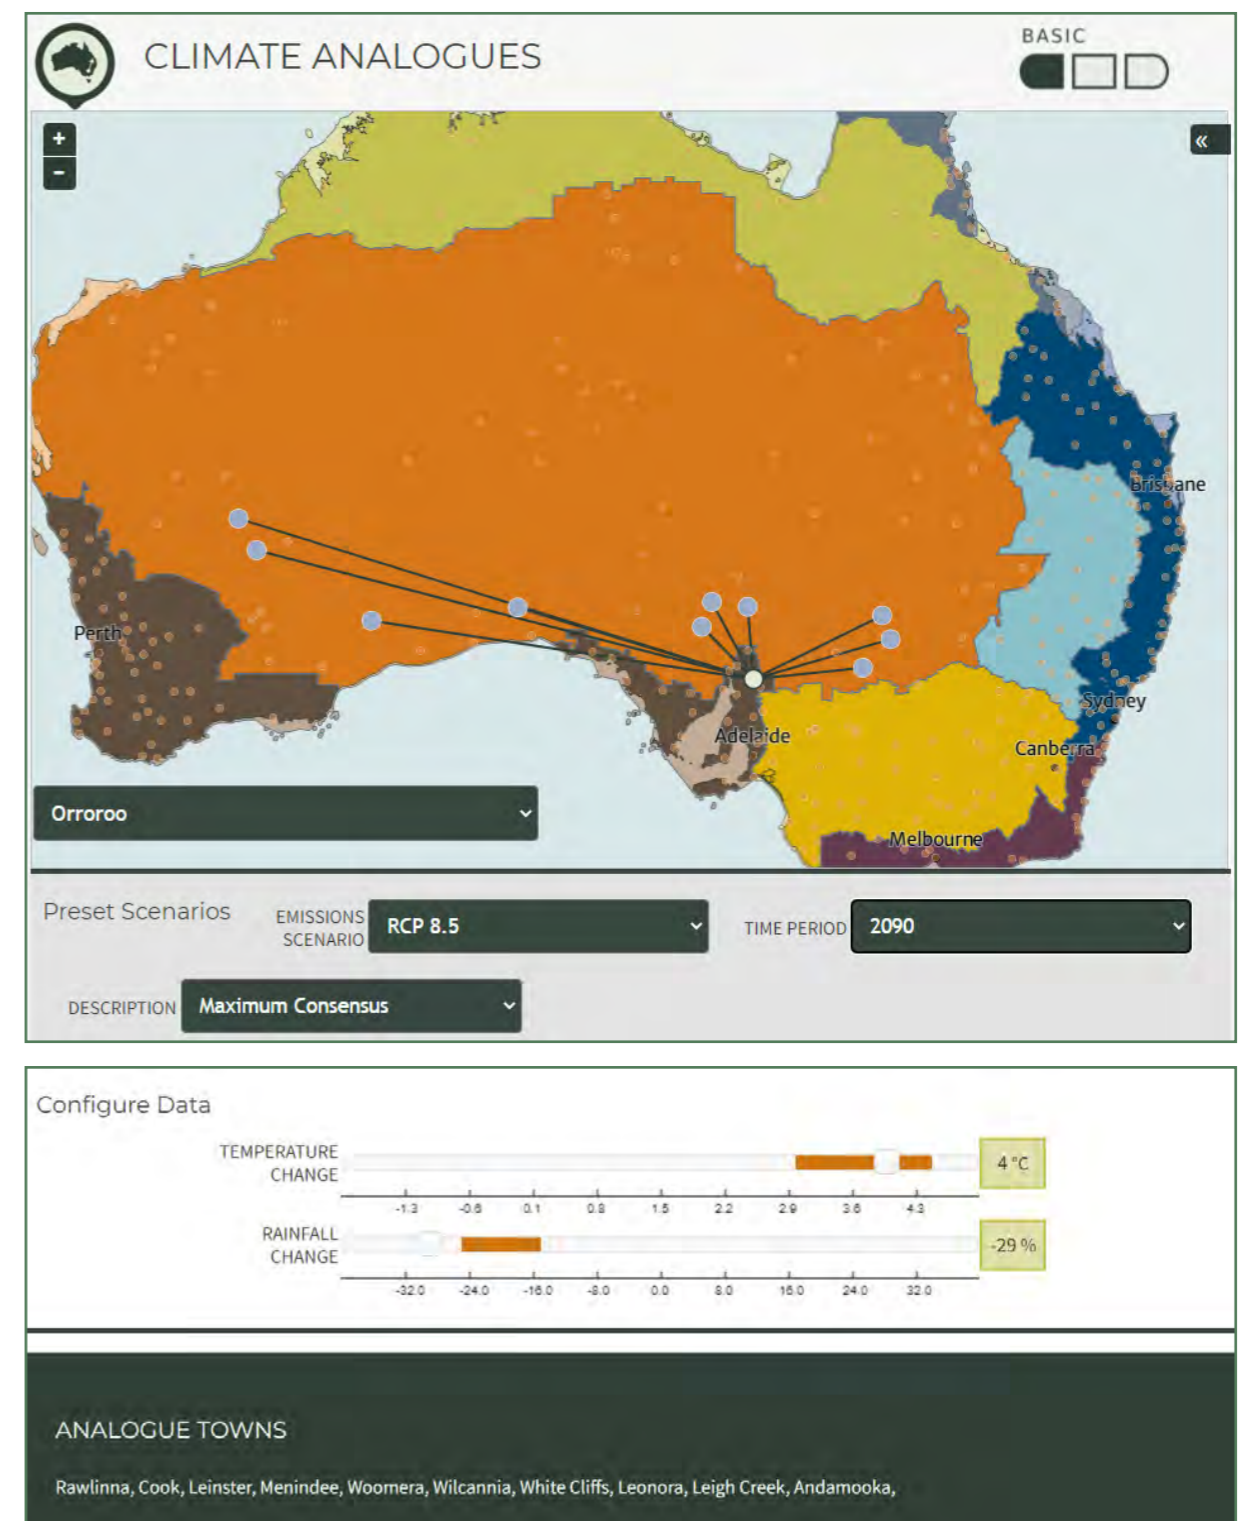 CLIMATE ANALOGUES
BASIC
+
-
«
Brisbane
Perth
Sydney
Adelaide
Canberra
Orroroo
Melbourne
Preset Scenarios
EMISSIONS
SCENARIO
RCP 8.5
TIME PERIOD
2090
DESCRIPTION
Maximum Consensus
Configure Data
TEMPERATURE
CHANGE
4 °C
-1.3 -0.6 0.1 0.8 1.5 2.2 2.9 3.6 4.3
RAINFALL
CHANGE
-29 %
-32.0 -24.0 -16.0 -8.0 0.0 8.0 16.0 24.0 32.0
ANALOGUE TOWNS
Rawlinna, Cook, Leinster, Menindee, Woomera, Wilcannia, White Cliffs, Leonora, Leigh Creek, Andamooka,